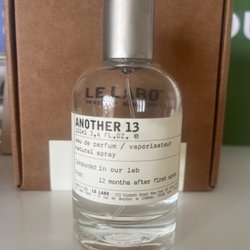 LE LABO
ANOTHER 13
100ML 3.4 FL.OZ. e
eau de parfum / vaporisateur
natural spray
Compounded in our lab
12 months after first spray
LE LABO